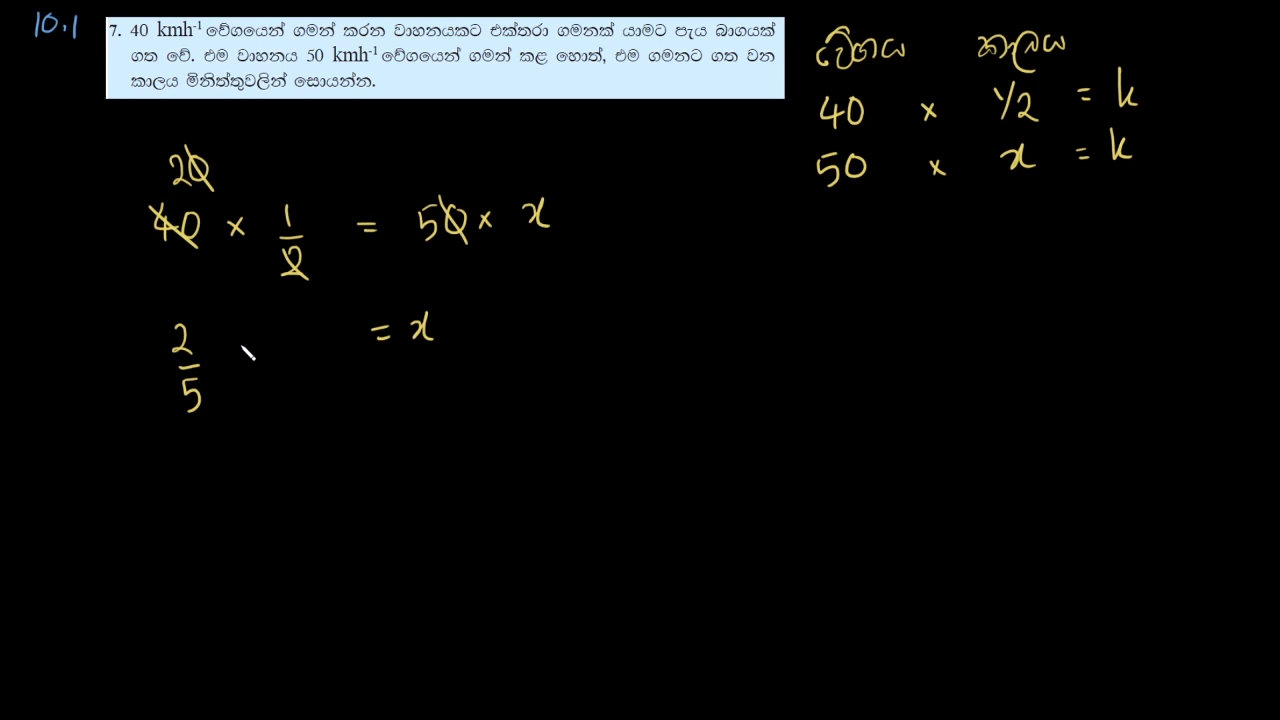 10.1
7. 40 kmh-1 වේගයෙන් ගමන් කරන වාහනයකට එක්තරා ගමනක් යාමට පැය බාගයක්
ගත වේ. එම වාහනය 50 kmh-1 වේගයෙන් ගමන් කළ හොත්, එම ගමනට ගත වන
කාලය මිනිත්තුවලින් සොයන්න.
වේගය කාලය
40 × 1/2 = k
50 × x = k
20
40 × 1/2 = 50 × x
2/5 = x